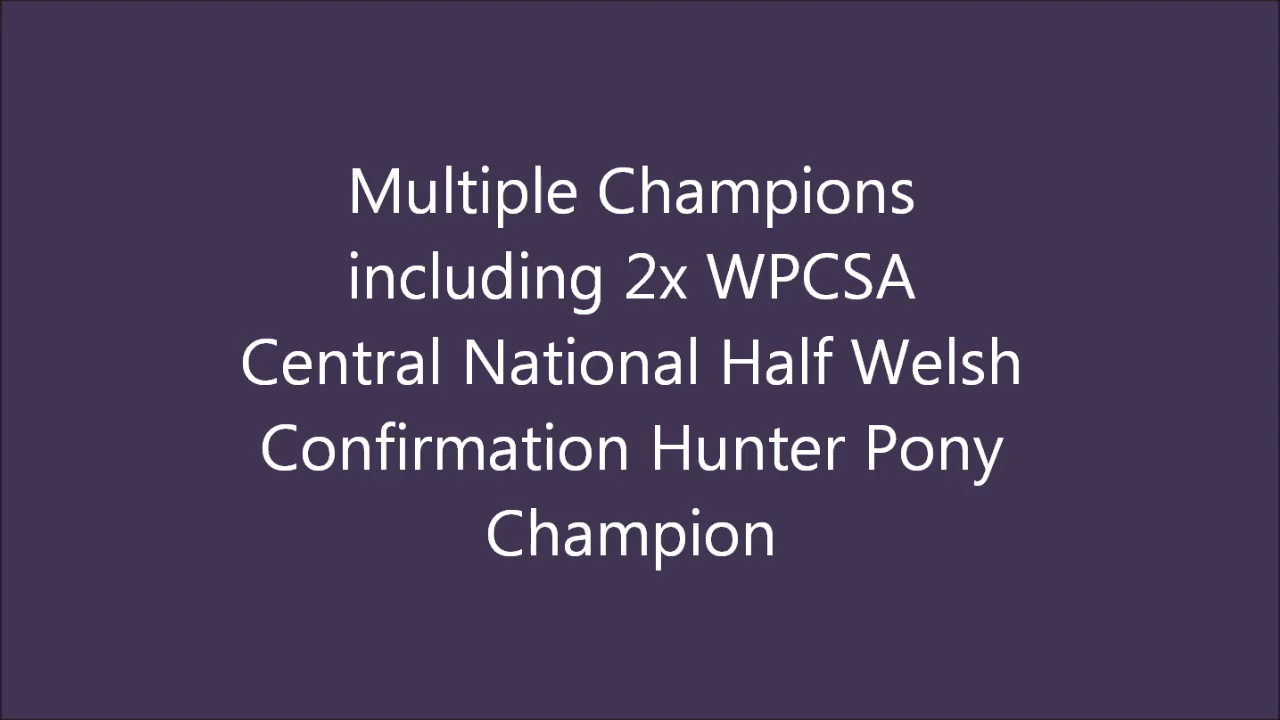 Multiple Champions
including 2x WPCSA
Central National Half Welsh
Confirmation Hunter Pony
Champion